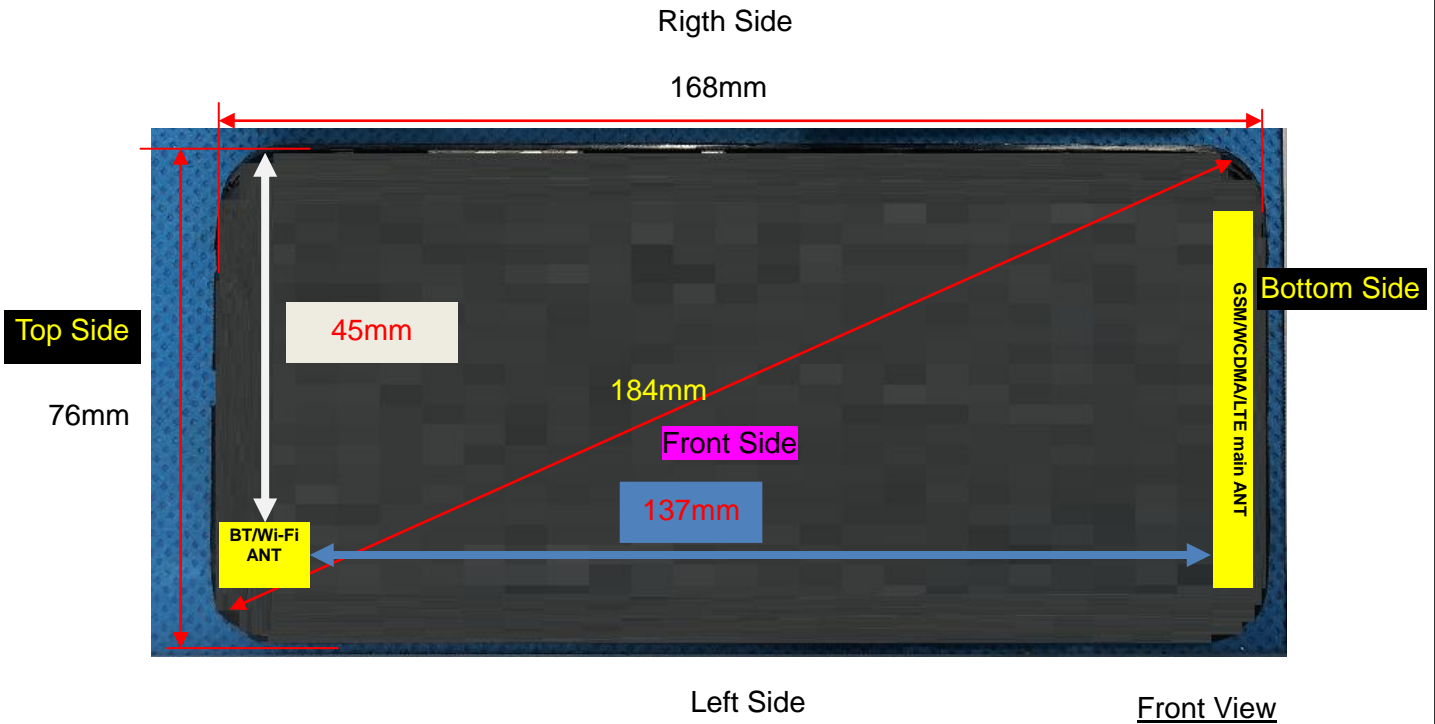 Rigth Side
168mm
Top Side
76mm
45mm
184mm
Front Side
137mm
BT/Wi-Fi
ANT
GSM/WCDMA/LTE main ANT
Bottom Side
Left Side
Front View